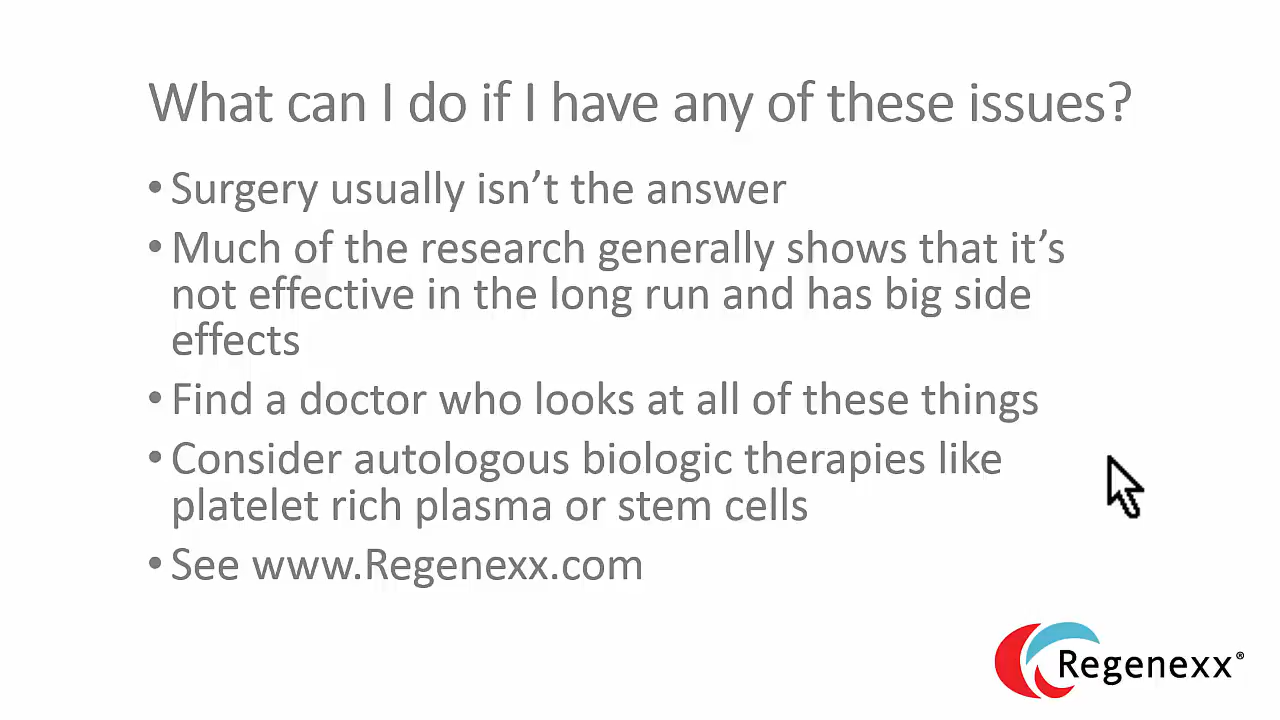 What can I do if I have any of these issues?
• Surgery usually isn’t the answer
• Much of the research generally shows that it’s
not effective in the long run and has big side
effects
• Find a doctor who looks at all of these things
• Consider autologous biologic therapies like
platelet rich plasma or stem cells
• See www.Regenexx.com
Regenexx®